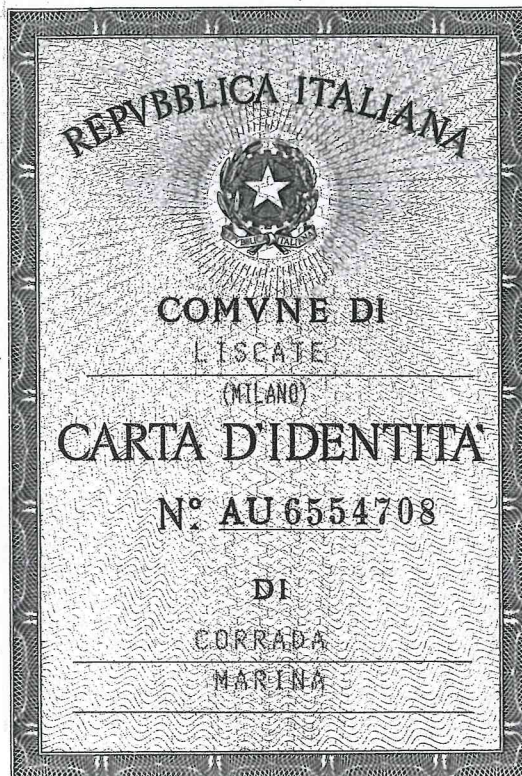 REPVBBLICA ITALIANA
COMVNE DI
LISCATE
(MILANO)
CARTA D'IDENTITA'
N° AU 6554708
DI
CORRADA
MARINA